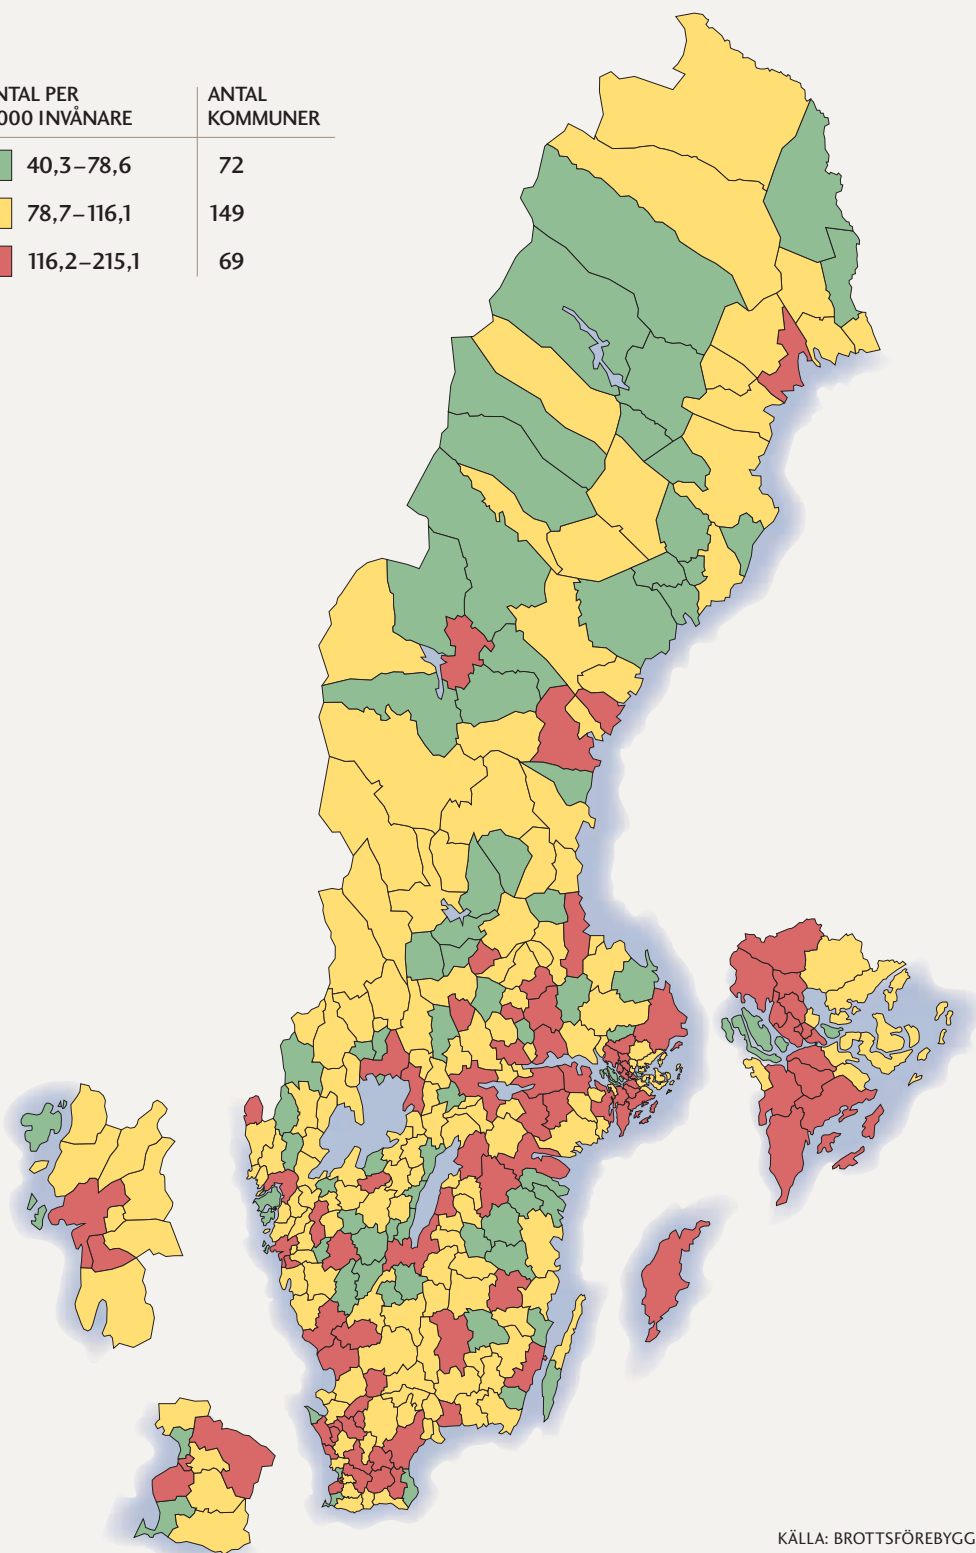 NTAL PER
000 INVÅNARE
ANTAL
KOMMUNER
40,3–78,6 72
78,7–116,1 149
116,2–215,1 69
KÄLLA: BROTTSFÖREBYGG